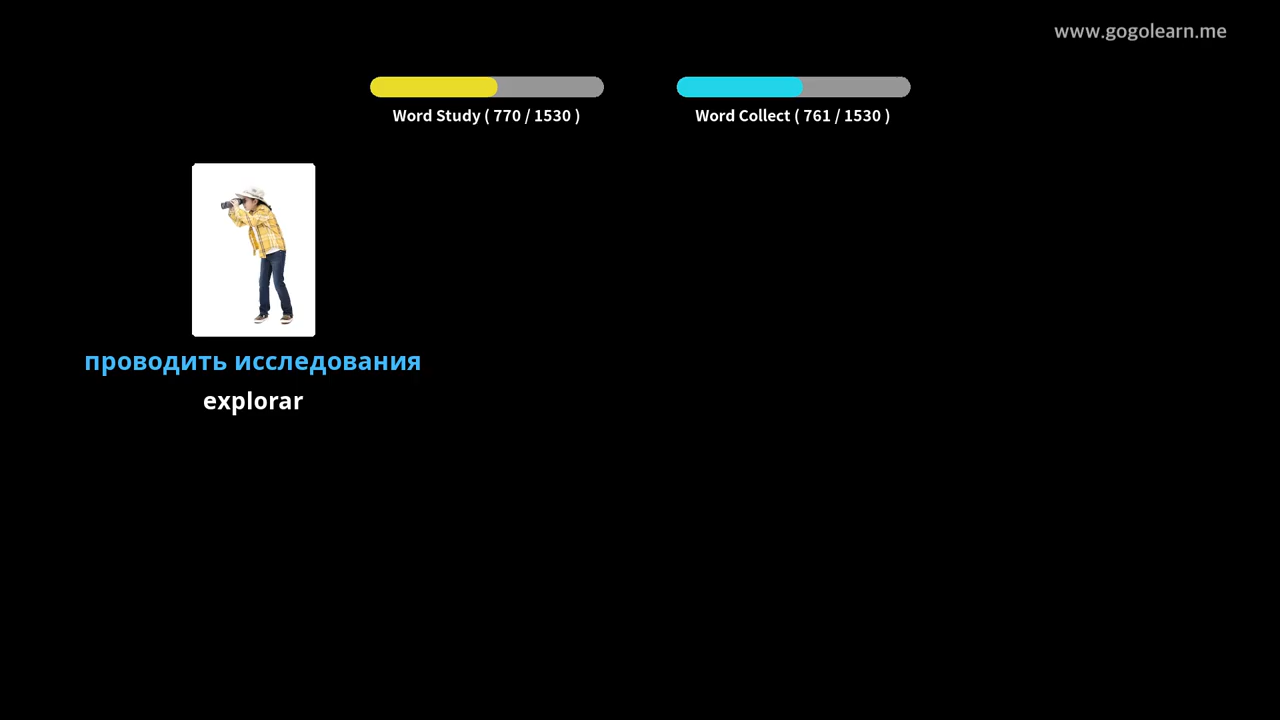 www.gogolearn.me
Word Study ( 770 / 1530 )
Word Collect ( 761 / 1530 )
проводить исследования
explorar